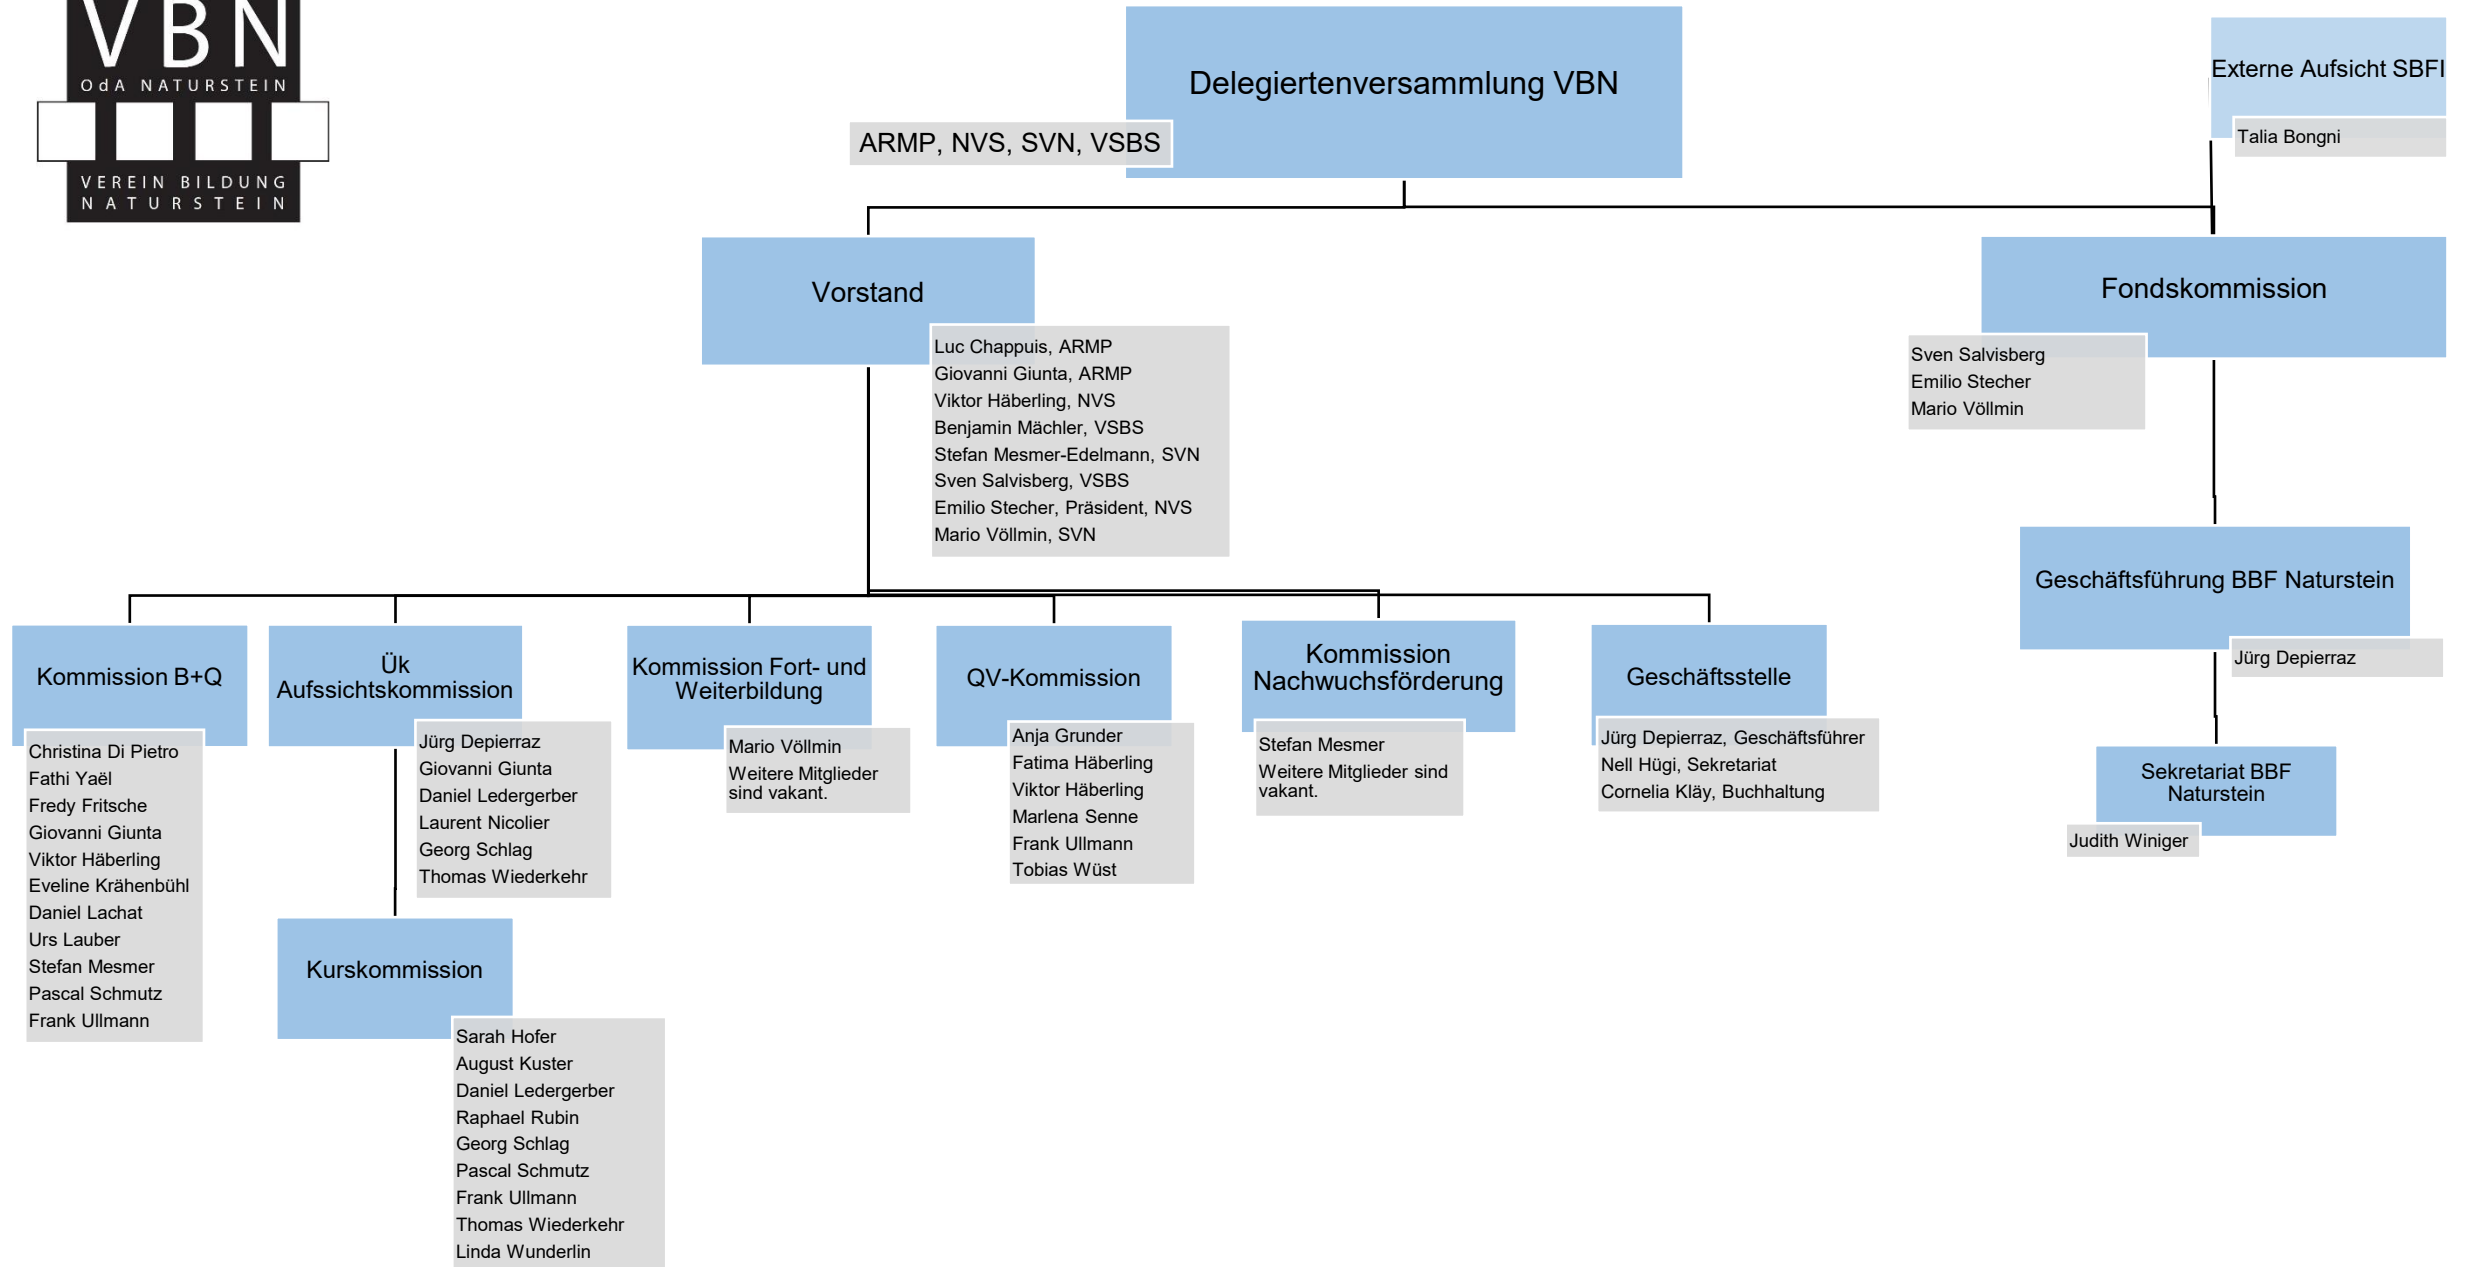 VBN
OdA NATURSTEIN
VEREIN BILDUNG
NATURSTEIN
Delegiertenversammlung VBN
ARMP, NVS, SVN, VSBS
Externe Aufsicht SBFI
Talia Bongni
Vorstand
Luc Chappuis, ARMP
Giovanni Giunta, ARMP
Viktor Häberling, NVS
Benjamin Mächler, VSBS
Stefan Mesmer-Edelmann, SVN
Sven Salvisberg, VSBS
Emilio Stecher, Präsident, NVS
Mario Völlmin, SVN
Fondskommission
Sven Salvisberg
Emilio Stecher
Mario Völlmin
Geschäftsführung BBF Naturstein
Jürg Depierraz
Sekretariat BBF
Naturstein
Judith Winiger
Kommission B+Q
Christina Di Pietro
Fathi Yaël
Fredy Fritsche
Giovanni Giunta
Viktor Häberling
Eveline Krähenbühl
Daniel Lachat
Urs Lauber
Stefan Mesmer
Pascal Schmutz
Frank Ullmann
Ük
Aufssichtskommission
Jürg Depierraz
Giovanni Giunta
Daniel Ledergerber
Laurent Nicolier
Georg Schlag
Thomas Wiederkehr
Kurskommission
Sarah Hofer
August Kuster
Daniel Ledergerber
Raphael Rubin
Georg Schlag
Pascal Schmutz
Frank Ullmann
Thomas Wiederkehr
Linda Wunderlin
Kommission Fort- und
Weiterbildung
Mario Völlmin
Weitere Mitglieder
sind vakant.
QV-Kommission
Anja Grunder
Fatima Häberling
Viktor Häberling
Marlena Senne
Frank Ullmann
Tobias Wüst
Kommission
Nachwuchsförderung
Stefan Mesmer
Weitere Mitglieder sind
vakant.
Geschäftsstelle
Jürg Depierraz, Geschäftsführer
Nell Hügi, Sekretariat
Cornelia Kläy, Buchhaltung